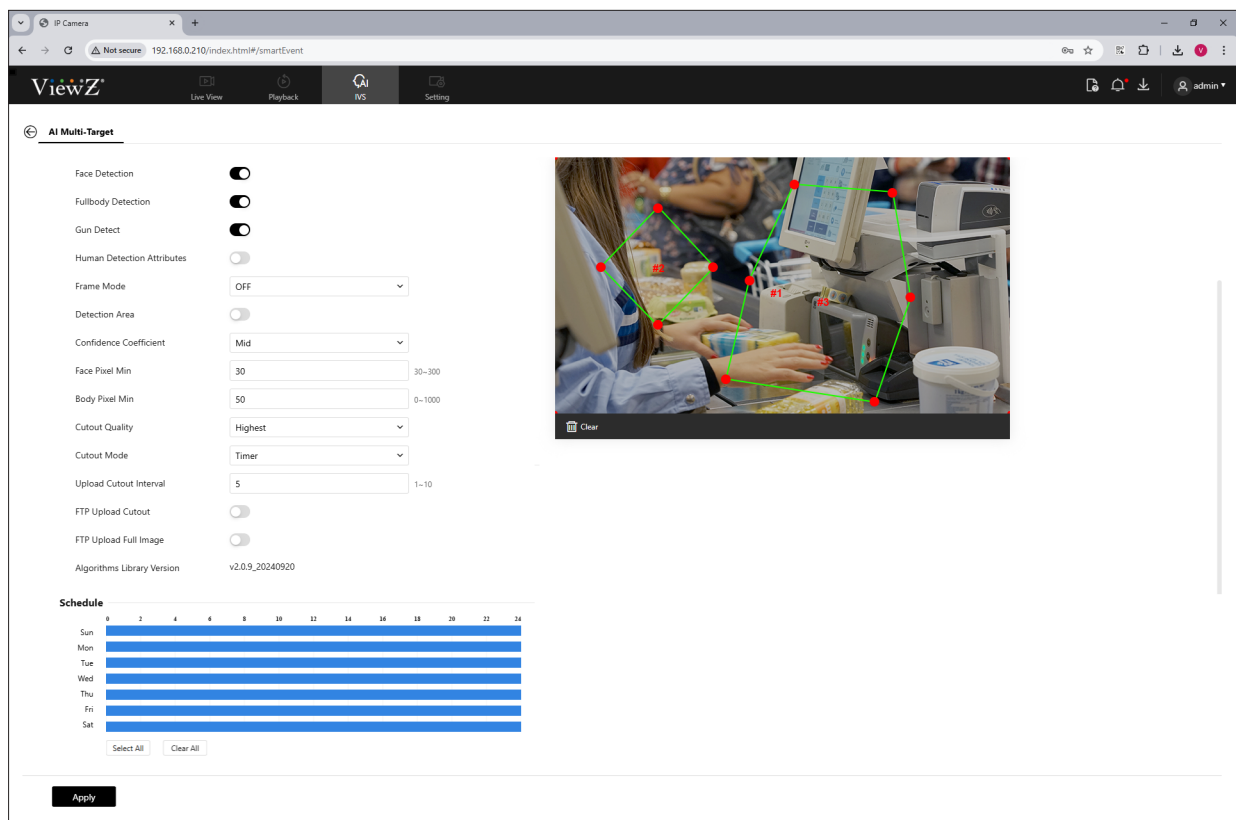 IP Camera
Not secure 192.168.0.210/index.html#/smartEvent
V
ViewZ
Live View
Playback
AI
IVS
Setting
admin
AI Multi-Target
Face Detection
Fullbody Detection
Gun Detect
Human Detection Attributes
Frame Mode OFF
Detection Area
Confidence Coefficient Mid
Face Pixel Min 30 30~300
Body Pixel Min 50 0~1000
Cutout Quality Highest
Cutout Mode Timer
Upload Cutout Interval 5 1~10
FTP Upload Cutout
FTP Upload Full Image
Algorithms Library Version v2.0.9_20240920
#2
#1
#3
Clear
Schedule
0 2 4 6 8 10 12 14 16 18 20 22 24
Sun
Mon
Tue
Wed
Thu
Fri
Sat
Select All Clear All
Apply